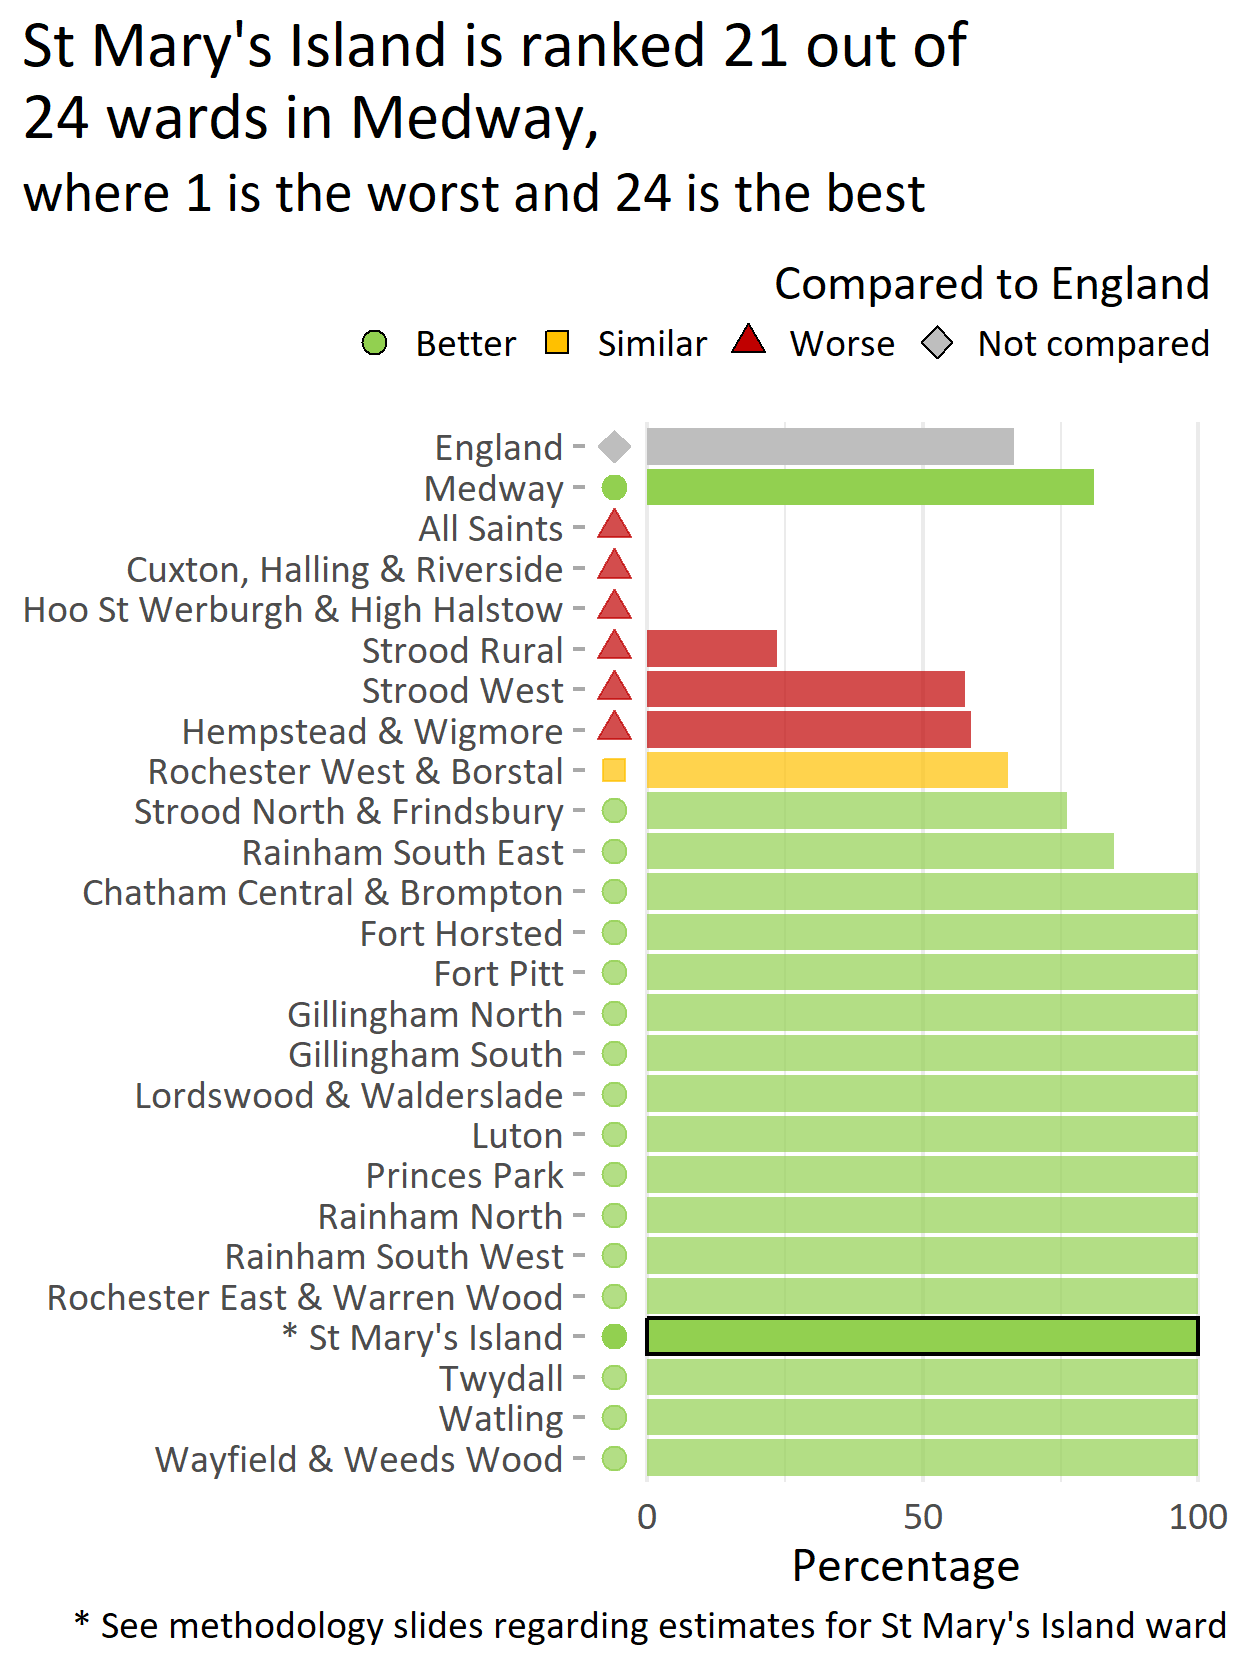 St Mary's Island is ranked 21 out of
24 wards in Medway,
where 1 is the worst and 24 is the best
Compared to England
Better Similar Worse Not compared
England
Medway
All Saints
Cuxton, Halling & Riverside
Hoo St Werburgh & High Halstow
Strood Rural
Strood West
Hempstead & Wigmore
Rochester West & Borstal
Strood North & Frindsbury
Rainham South East
Chatham Central & Brompton
Fort Horsted
Fort Pitt
Gillingham North
Gillingham South
Lordswood & Walderslade
Luton
Princes Park
Rainham North
Rainham South West
Rochester East & Warren Wood
* St Mary's Island
Twydall
Watling
Wayfield & Weeds Wood
0 50 100
Percentage
* See methodology slides regarding estimates for St Mary's Island ward